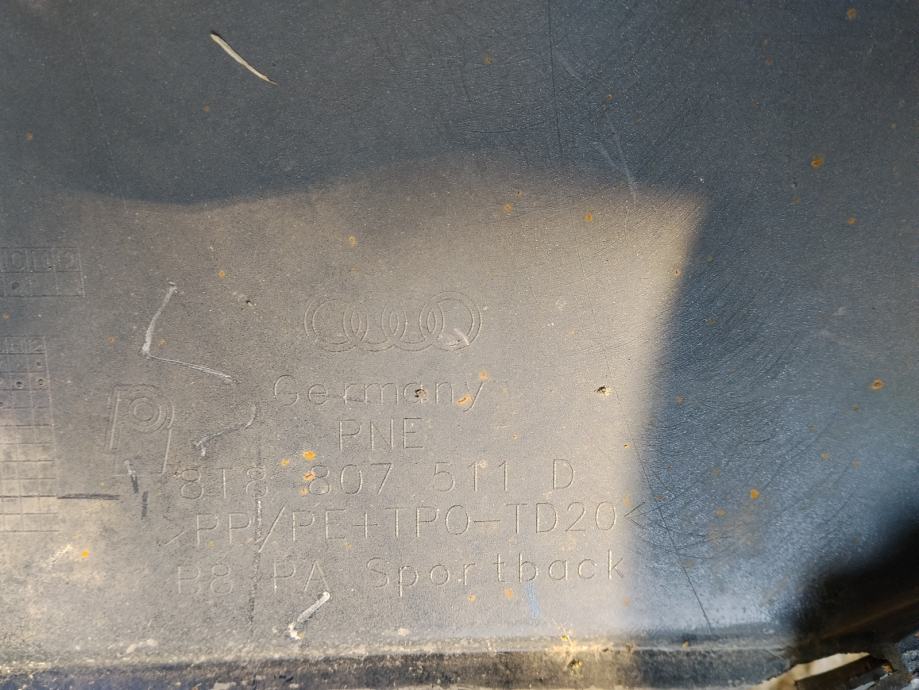 Germany
PNE
8T8 807 511 D
>PP/PE+TPO-TD20<
B8 PA Sportback